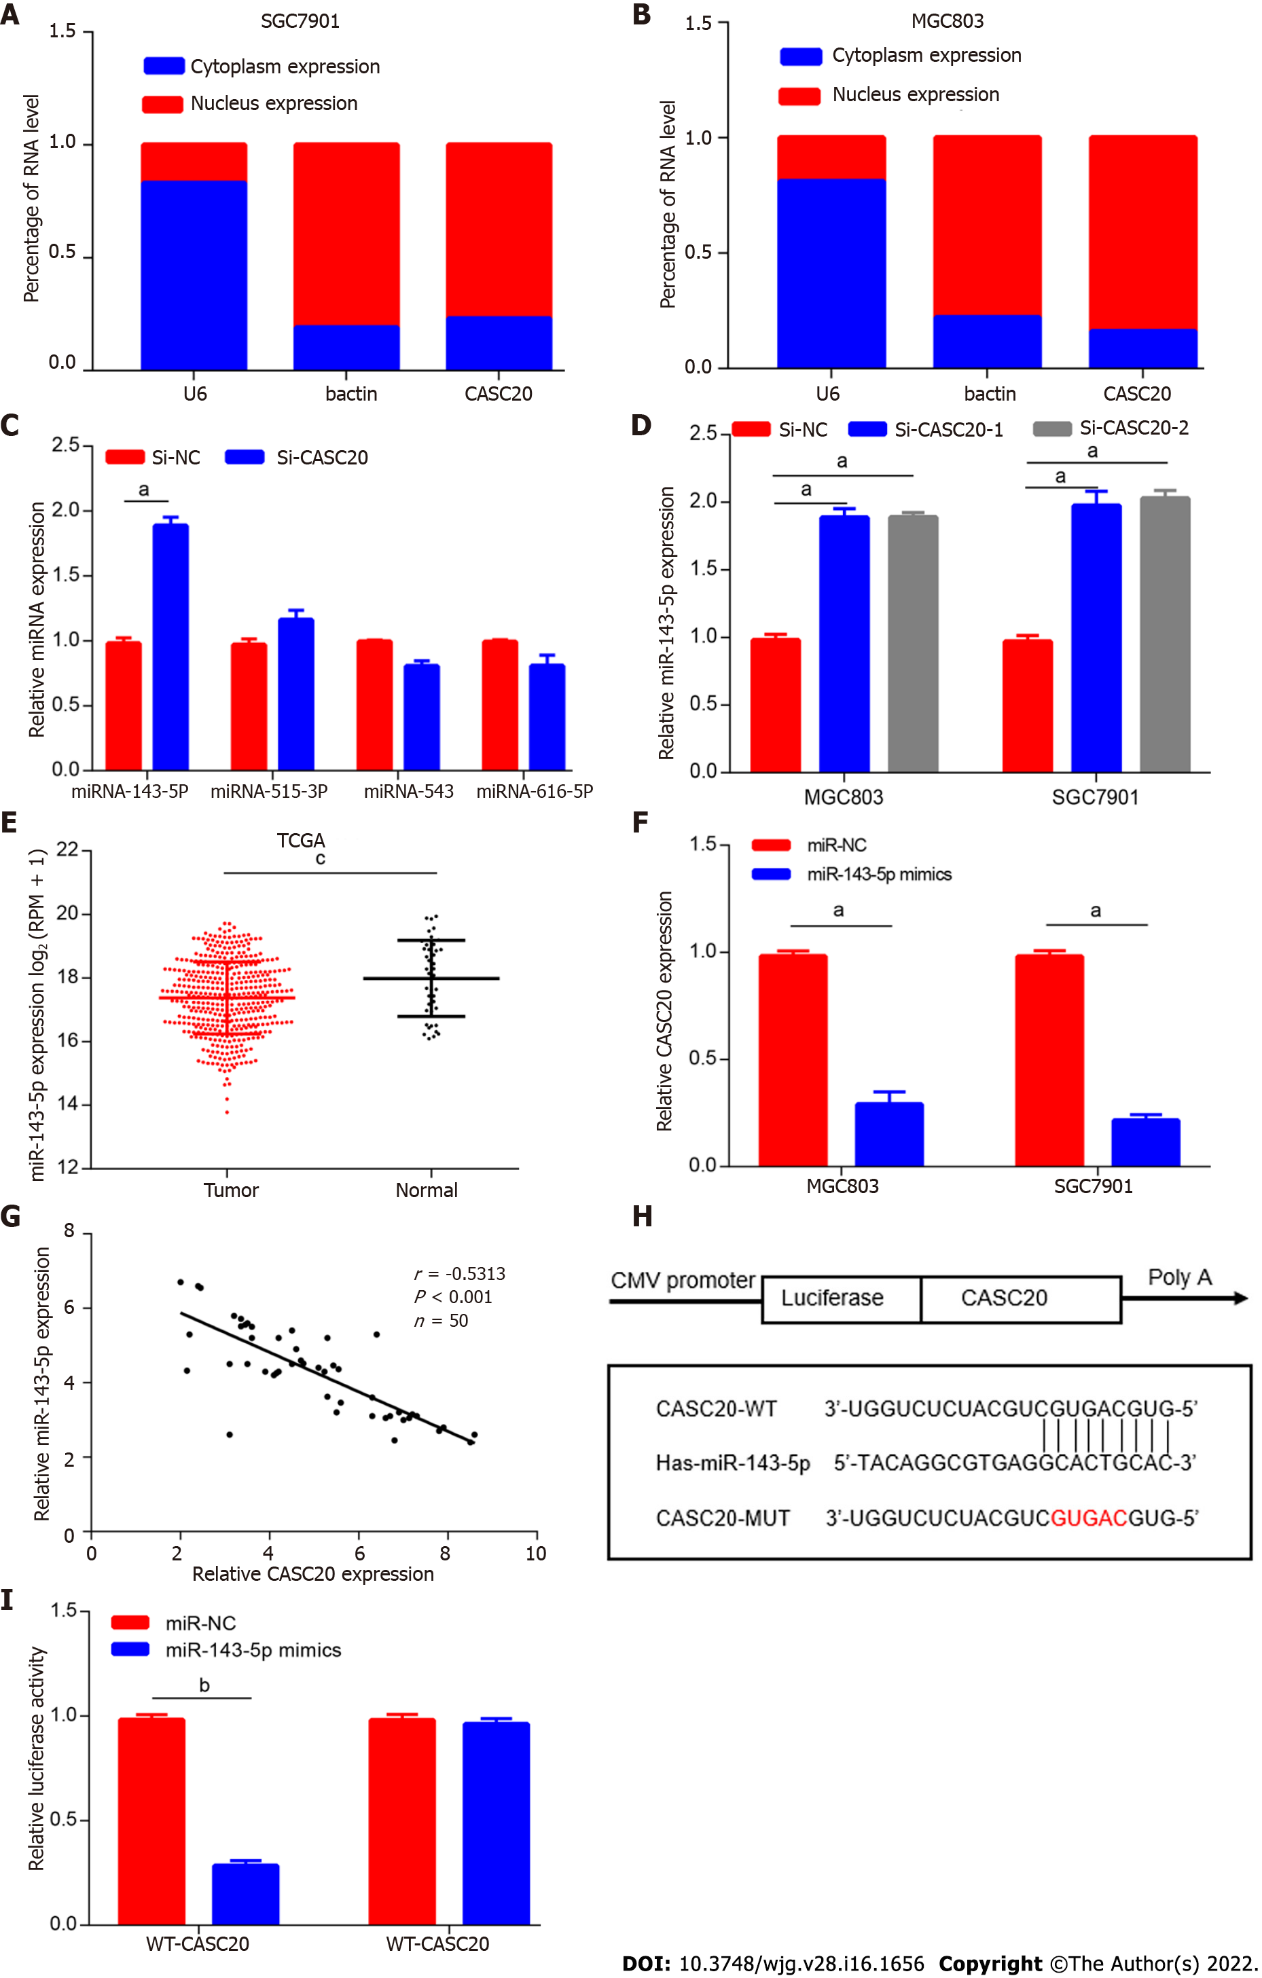 A
SGC7901
1.5
Cytoplasm expression
Nucleus expression
1.0
0.5
0.0
Percentage of RNA level
U6 bactin CASC20
B
MGC803
1.5
Cytoplasm expression
Nucleus expression
1.0
0.5
0.0
Percentage of RNA level
U6 bactin CASC20
C
2.5
Si-NC Si-CASC20
a
2.0
1.5
1.0
0.5
0.0
Relative miRNA expression
miRNA-143-5P miRNA-515-3P miRNA-543 miRNA-616-5P
D
2.5
Si-NC Si-CASC20-1 Si-CASC20-2
a
a
a
a
2.0
1.5
1.0
0.5
0.0
Relative miR-143-5p expression
MGC803 SGC7901
E
TCGA
c
22
20
18
16
14
12
miR-143-5p expression log2 (RPM + 1)
Tumor Normal
F
1.5
miR-NC
miR-143-5p mimics
a a
1.0
0.5
0.0
Relative CASC20 expression
MGC803 SGC7901
G
8
6
4
2
0
Relative miR-143-5p expression
r = -0.5313
P < 0.001
n = 50
0 2 4 6 8 10
Relative CASC20 expression
H
CMV promoter Luciferase CASC20 Poly A
CASC20-WT 3’-UGGUCUCUACGUCGUGACGUG-5’
Has-miR-143-5p 5’-TACAGGCGTGAGGCACTGCAC-3’
CASC20-MUT 3’-UGGUCUCUACGUCGUGACGUG-5’
I
1.5
miR-NC
miR-143-5p mimics
b
1.0
0.5
0.0
Relative luciferase activity
WT-CASC20 WT-CASC20
DOI: 10.3748/wjg.v28.i16.1656 Copyright ©The Author(s) 2022.